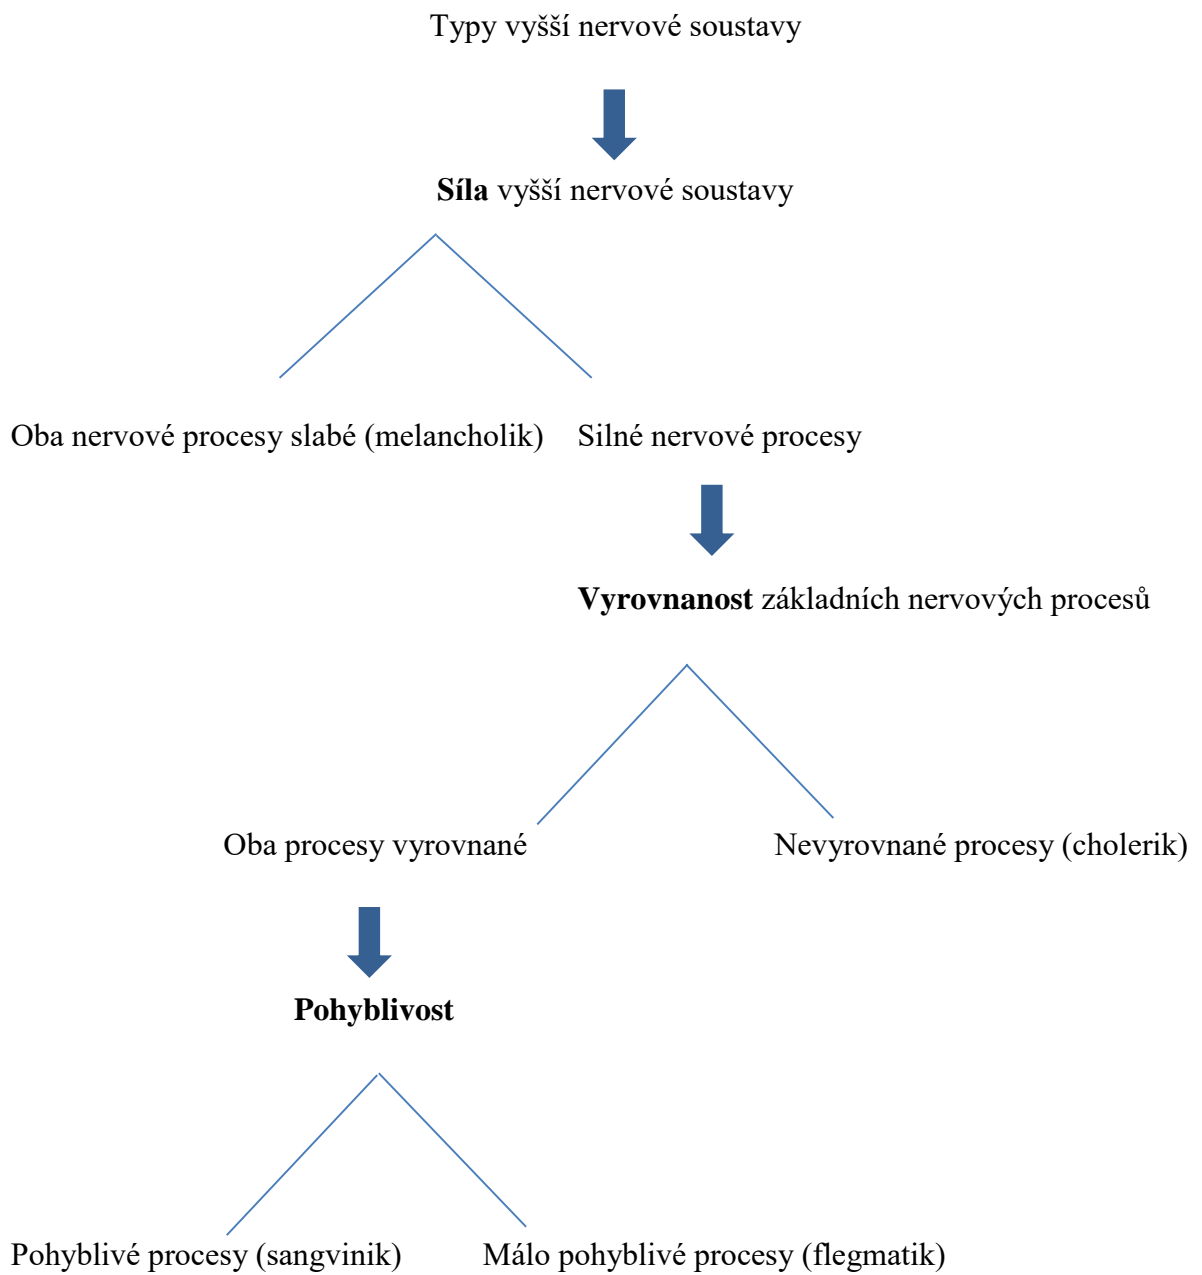 Typy vyšší nervové soustavy
Síla vyšší nervové soustavy
Oba nervové procesy slabé (melancholik)
Silné nervové procesy
Vyrovnanost základních nervových procesů
Oba procesy vyrovnané
Nevyrovnané procesy (cholerik)
Pohyblivost
Pohyblivé procesy (sangvinik)
Málo pohyblivé procesy (flegmatik)